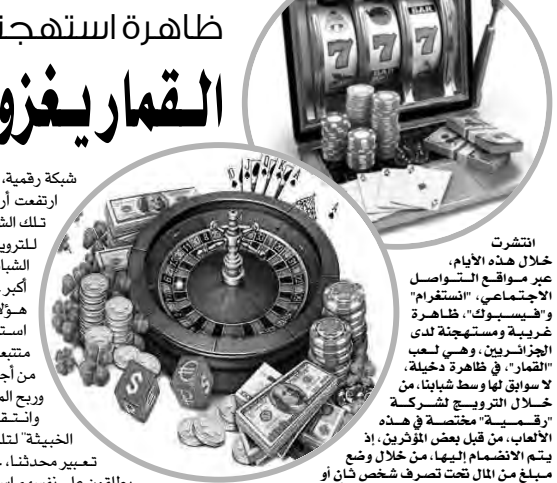 ظاهرة استهجن
القمار يغزو
انتشرت
خلال هذه الأيام،
عبر مواقع التواصل
الاجتماعي، "انستغرام"
و"فيسبوك"، ظاهرة
غريبة ومستهجنة لدى
الجزائريين، وهي لعب
"القمار"، في ظاهرة دخيلة،
لا سوابق لها وسط شبابنا، من
خلال الترويج لشركة
"رقمية" مختصة في هذه
الألعاب، من قبل بعض المؤثرين، إذ
يتم الانضمام إليها، من خلال وضع
مبلغ من المال تحت تصرف شخص ثان أو
شبكة رقمية،
ارتفعت أر
تلك الش
للتروي
الشبا
أكبر
هؤلا
است
متتبع
من أج
وربح الم
وانتق
الخبيثة" لتل
تعبير محدثنا،